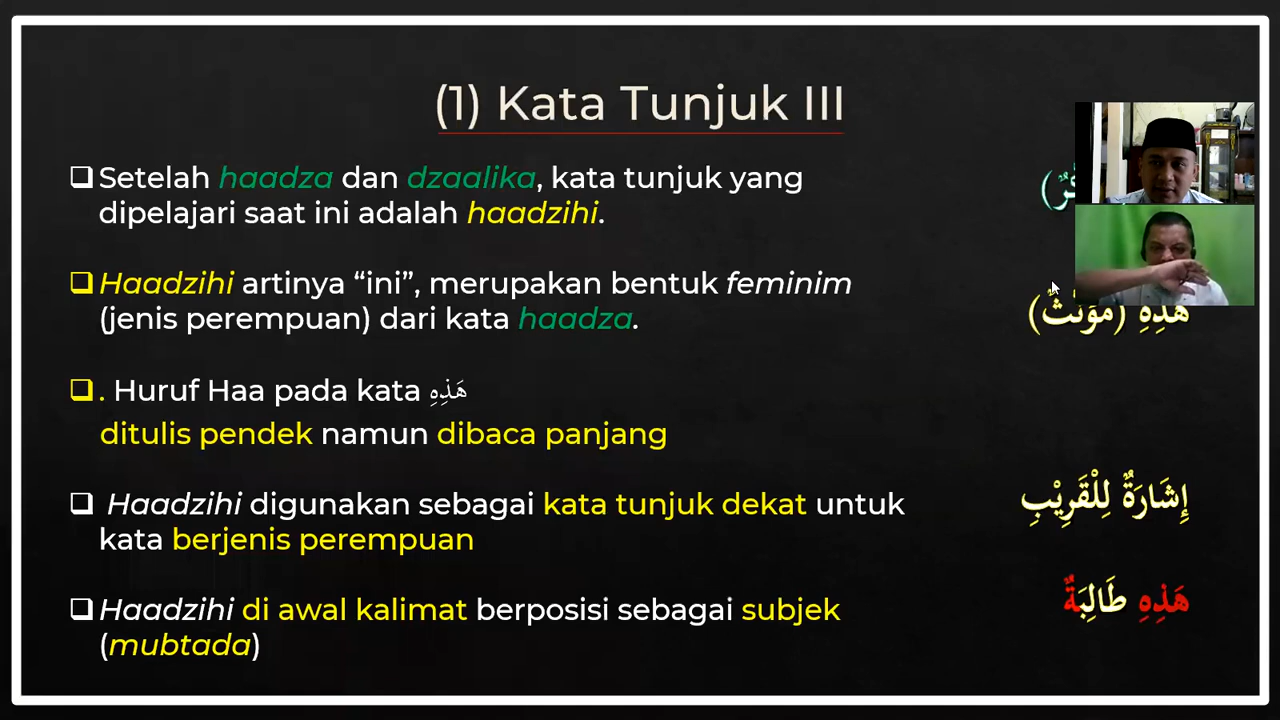 (1) Kata Tunjuk III
Setelah haadza dan dzaalika, kata tunjuk yang
dipelajari saat ini adalah haadzihi.
Haadzihi artinya “ini”, merupakan bentuk feminim
(jenis perempuan) dari kata haadza.
هَذِهِ (مُؤَنَّثٌ)
. Huruf Haa pada kata هَذِهِ
ditulis pendek namun dibaca panjang
Haadzihi digunakan sebagai kata tunjuk dekat untuk
kata berjenis perempuan
إِشَارَةٌ لِلْقَرِيْبِ
Haadzihi di awal kalimat berposisi sebagai subjek
(mubtada)
هَذِهِ طَالِبَةٌ